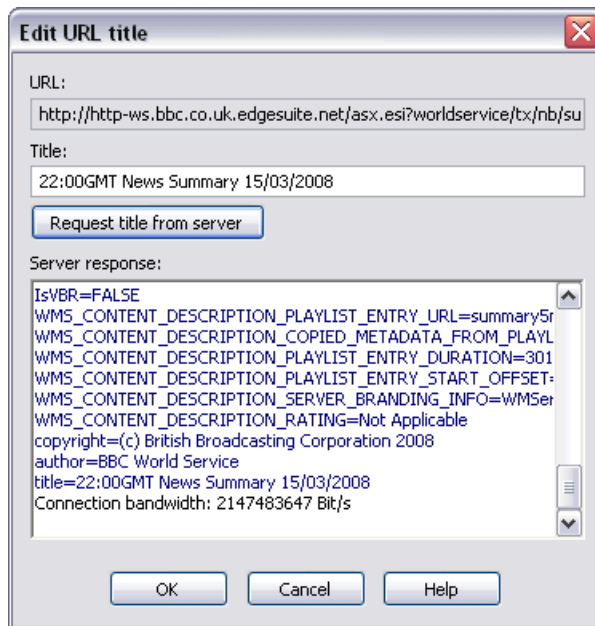 Edit URL title
URL:
http://http-ws.bbc.co.uk.edgesuite.net/asx.esi?worldservice/tx/nb/su
Title:
22:00GMT News Summary 15/03/2008
Request title from server
Server response:
IsVBR=FALSE
WMS_CONTENT_DESCRIPTION_PLAYLIST_ENTRY_URL=summary5r
WMS_CONTENT_DESCRIPTION_COPIED_METADATA_FROM_PLAYL
WMS_CONTENT_DESCRIPTION_PLAYLIST_ENTRY_DURATION=301
WMS_CONTENT_DESCRIPTION_PLAYLIST_ENTRY_START_OFFSET=
WMS_CONTENT_DESCRIPTION_SERVER_BRANDING_INFO=WMSer
WMS_CONTENT_DESCRIPTION_RATING=Not Applicable
copyright=(c) British Broadcasting Corporation 2008
author=BBC World Service
title=22:00GMT News Summary 15/03/2008
Connection bandwidth: 2147483647 Bit/s
OK
Cancel
Help